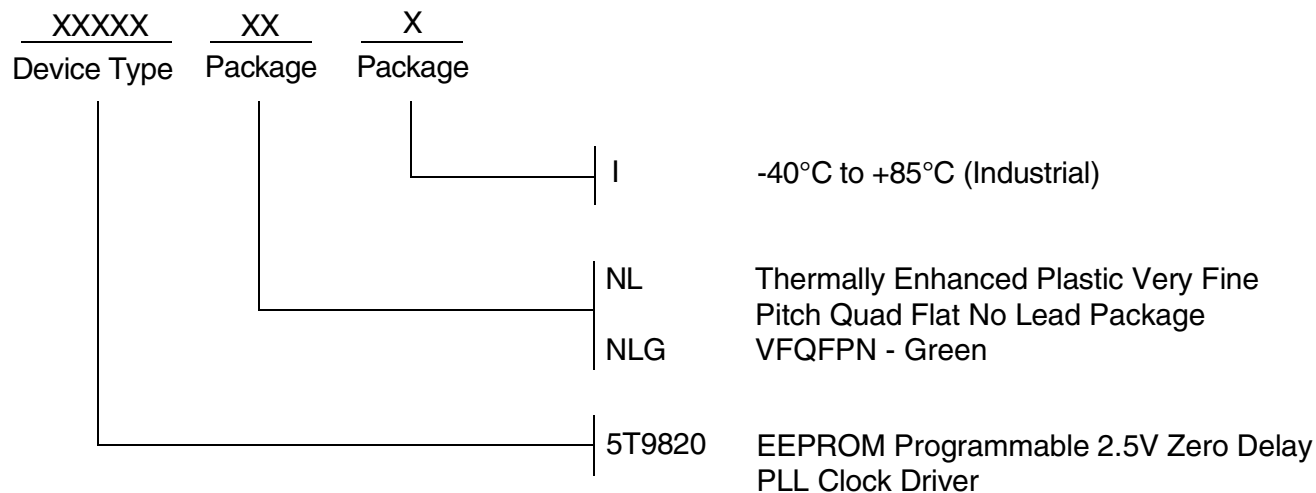 XXXXX XX X
Device Type Package Package
I -40°C to +85°C (Industrial)
NL Thermally Enhanced Plastic Very Fine
Pitch Quad Flat No Lead Package
NLG VFQFPN - Green
5T9820 EEPROM Programmable 2.5V Zero Delay
PLL Clock Driver